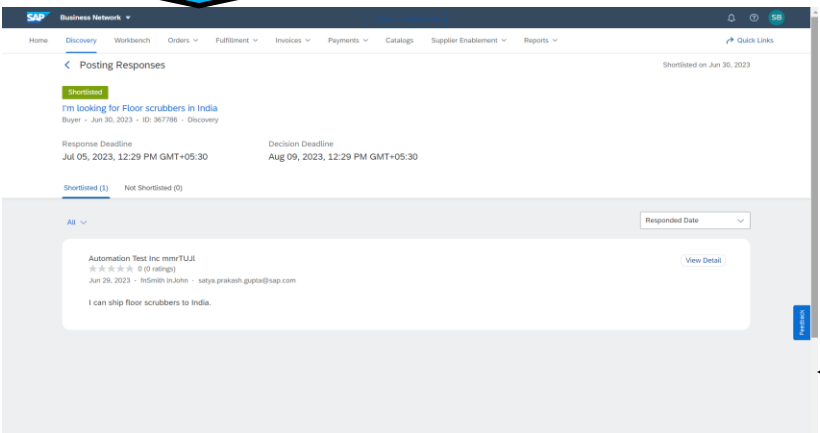 SAP Business Network SB
Home Discovery Workbench Orders Fulfillment Invoices Payments Catalogs Supplier Enablement Reports Quick Links
Posting Responses Shortlisted on Jun 30, 2023
Shortlisted
I'm looking for Floor scrubbers in India
Buyer - Jun 30, 2023 - ID: 367786 - Discovery
Response Deadline Decision Deadline
Jul 05, 2023, 12:29 PM GMT+05:30 Aug 09, 2023, 12:29 PM GMT+05:30
Shortlisted (1) Not Shortlisted (0)
All Responded Date
Automation Test Inc mmrTUJl View Detail
0 (0 ratings)
Jun 29, 2023 - fnSmith lnJohn - satya.prakash.gupta@sap.com
I can ship floor scrubbers to India.
Feedback